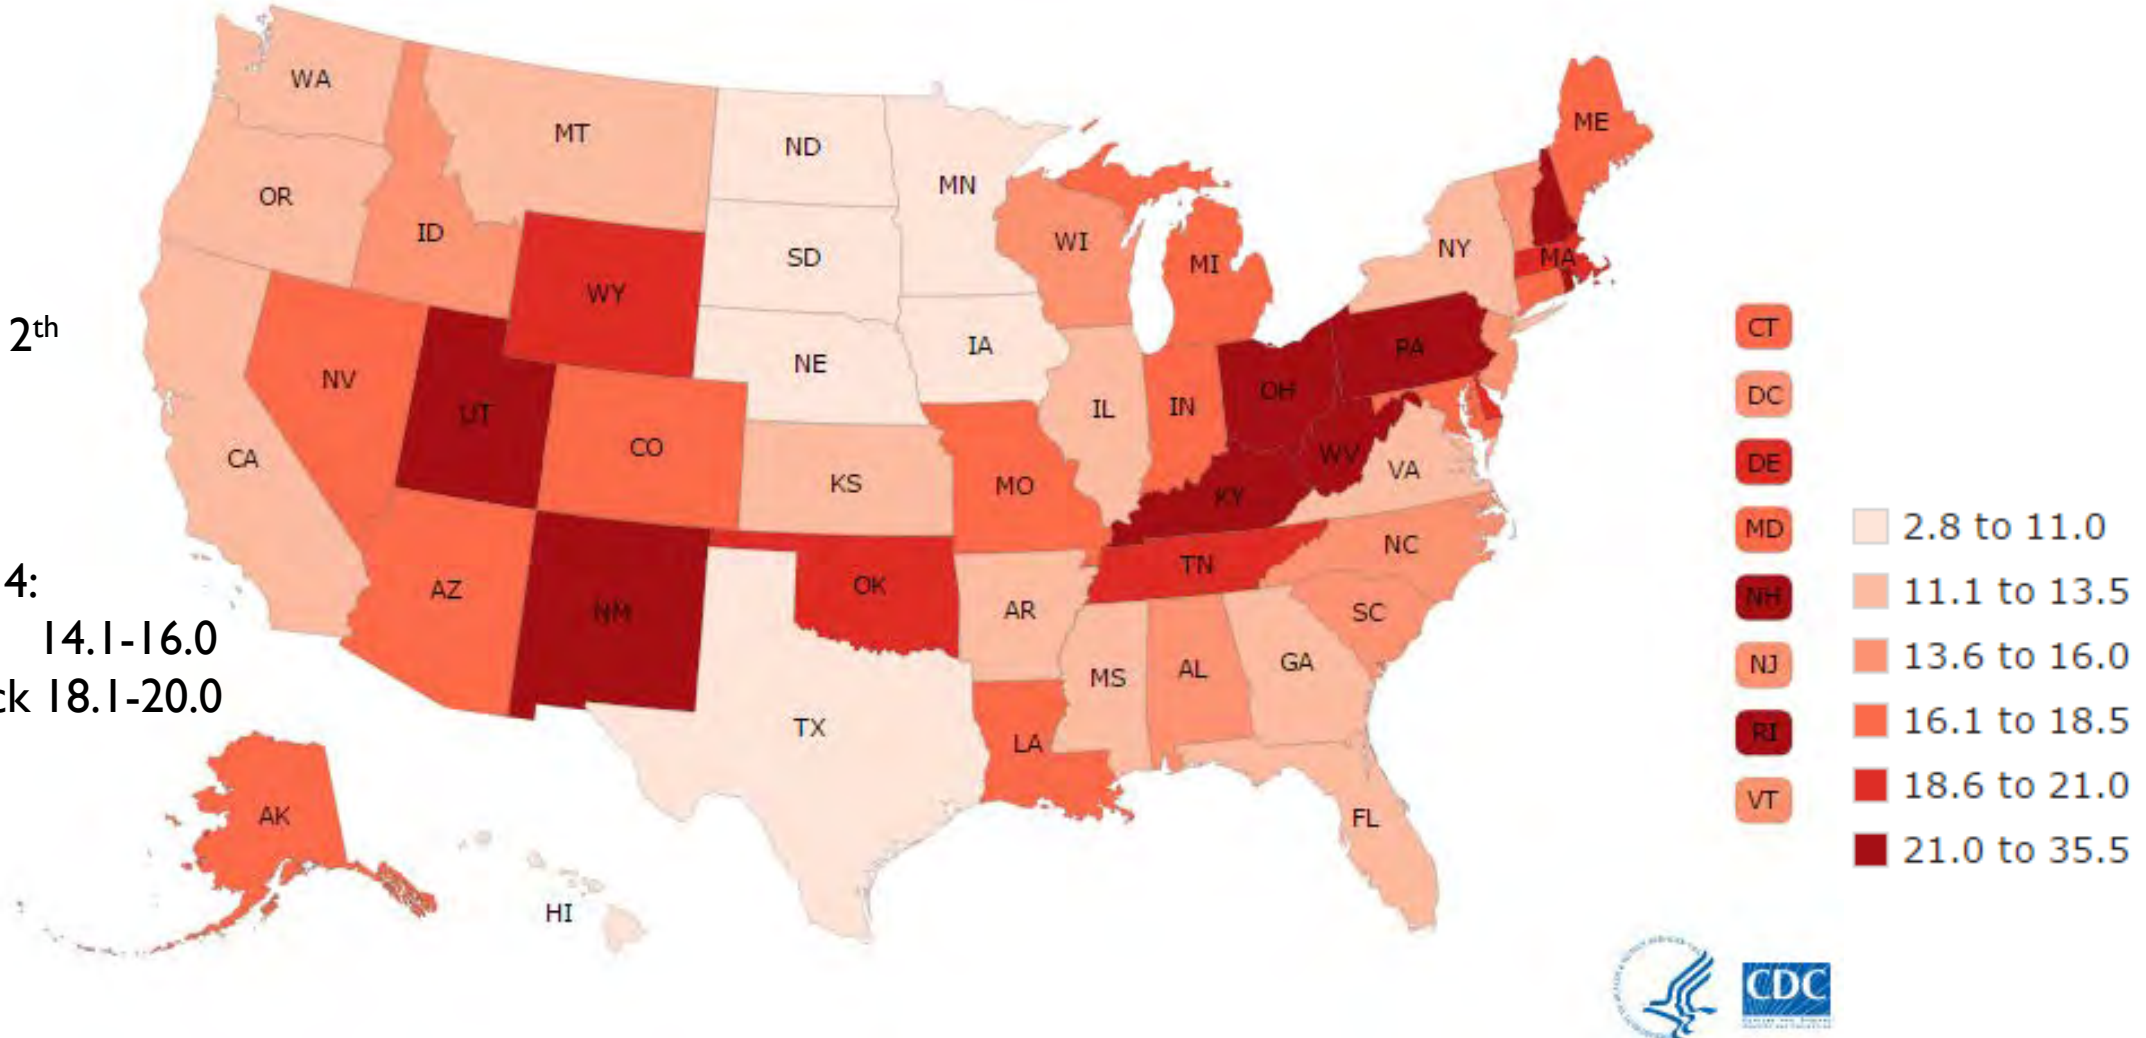 2th
4:
14.1-16.0
ck 18.1-20.0
WA
OR
CA
ID
NV
MT
WY
UT
AZ
CO
NM
ND
SD
NE
KS
OK
TX
MN
IA
MO
AR
LA
WI
IL
MI
IN
OH
KY
TN
MS
AL
GA
FL
SC
NC
VA
WV
PA
NY
MA
ME
AK
HI
CT
DC
DE
MD
NH
NJ
RI
VT
2.8 to 11.0
11.1 to 13.5
13.6 to 16.0
16.1 to 18.5
18.6 to 21.0
21.0 to 35.5
CDC